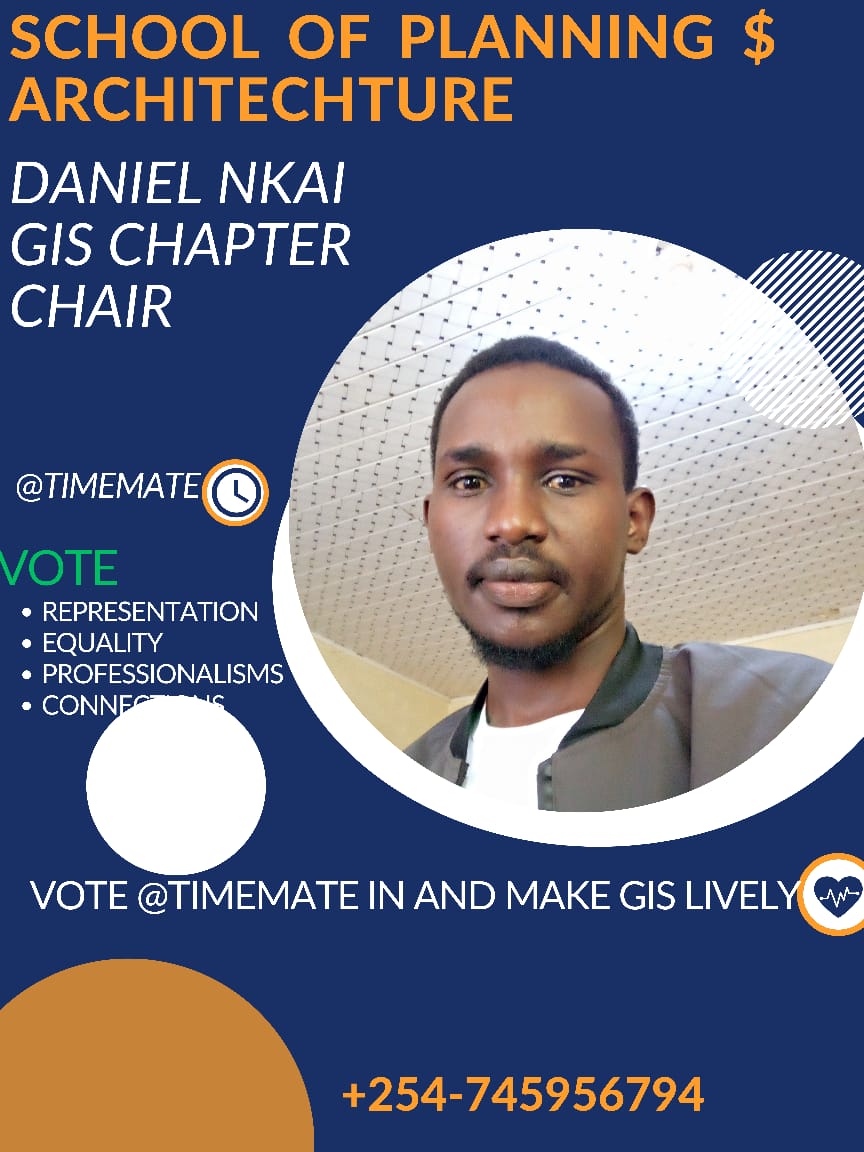 SCHOOL OF PLANNING $
ARCHITECHTURE
DANIEL NKAI
GIS CHAPTER
CHAIR
@TIMEMATE
VOTE
• REPRESENTATION
• EQUALITY
• PROFESSIONALISMS
• CONNECTIONS
VOTE @TIMEMATE IN AND MAKE GIS LIVELY
+254-745956794